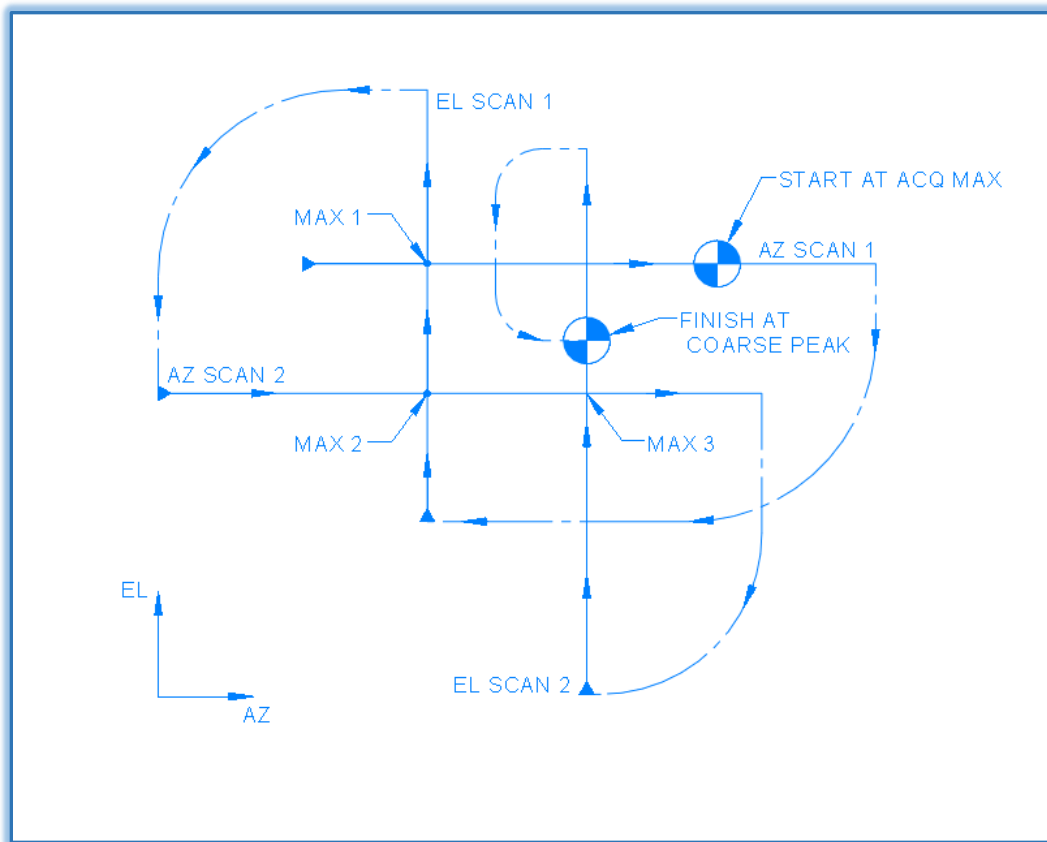 EL SCAN 1
START AT ACQ MAX
MAX 1
AZ SCAN 1
FINISH AT
COARSE PEAK
AZ SCAN 2
MAX 2
MAX 3
EL
EL SCAN 2
AZ